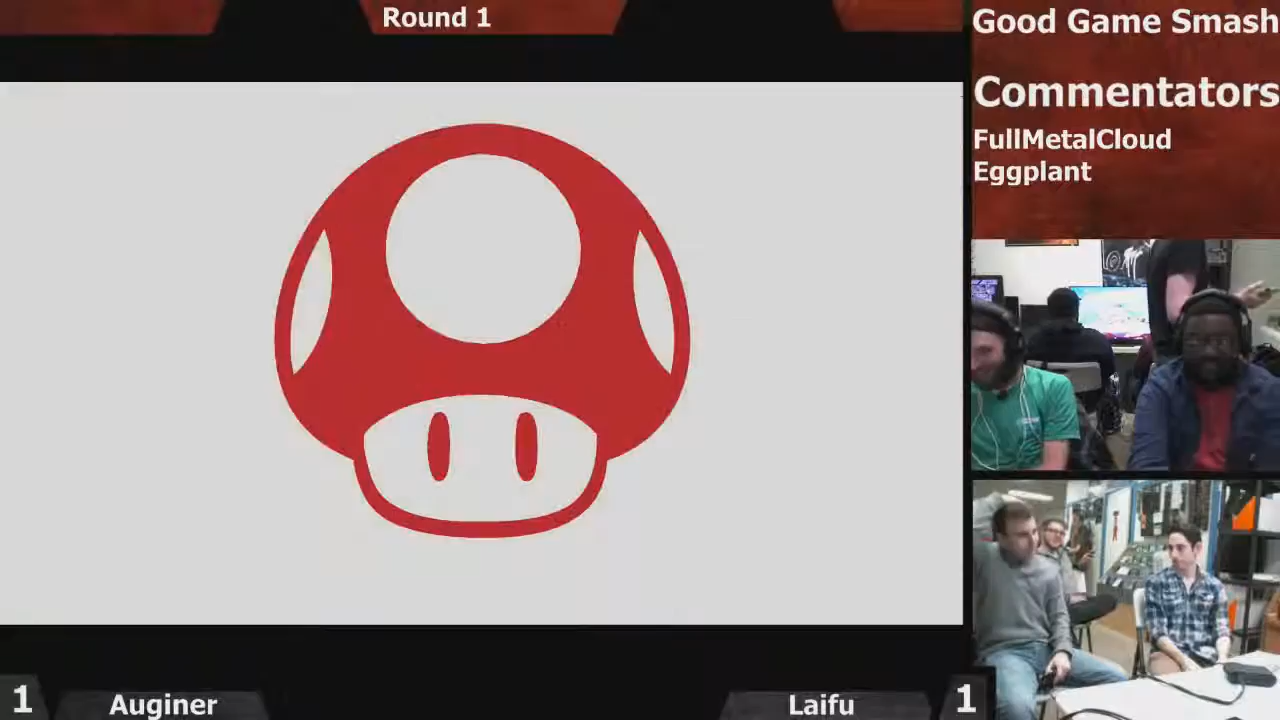 Round 1
Good Game Smash
Commentators
FullMetalCloud
Eggplant
1
Auginer
Laifu
1